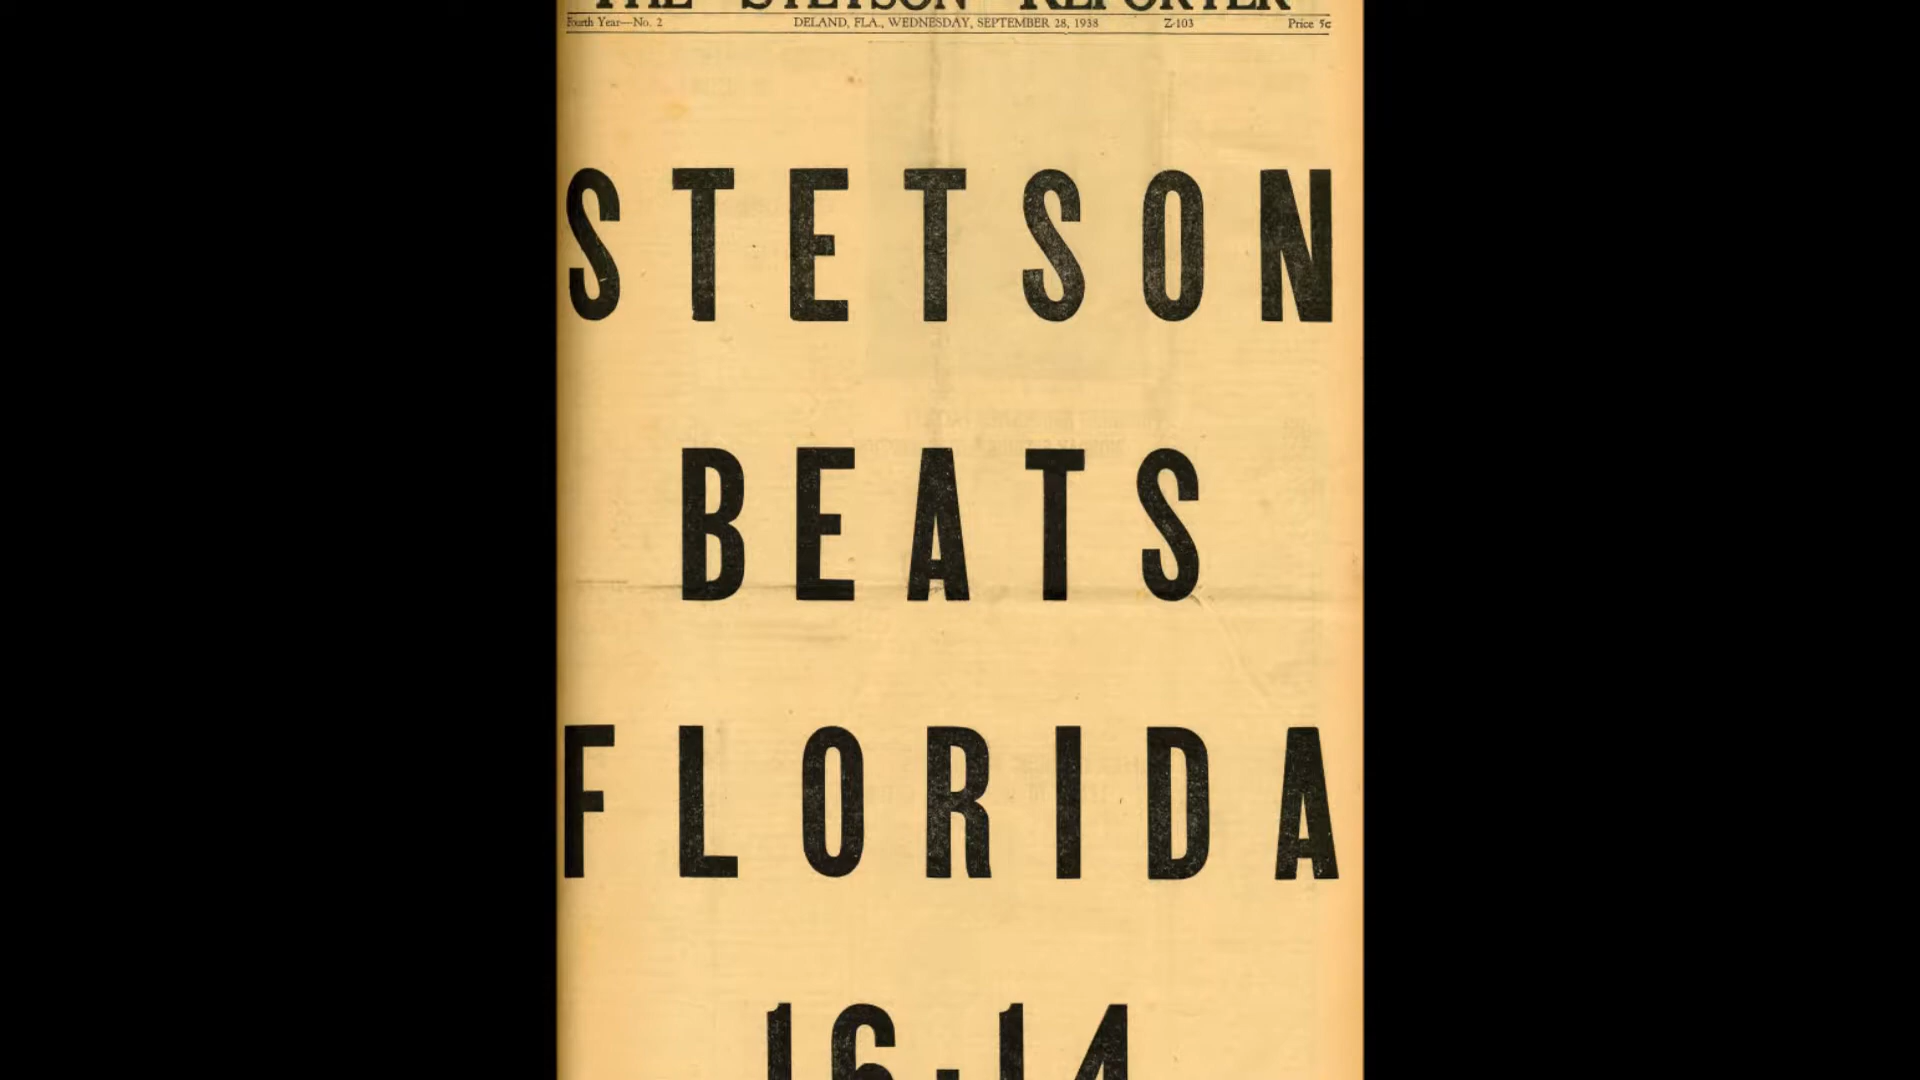 THE STETSON REPORTER
Fourth Year—No. 2 DELAND, FLA., WEDNESDAY, SEPTEMBER 28, 1938 Z-103 Price 5c
STETSON
BEATS
FLORIDA
16-14